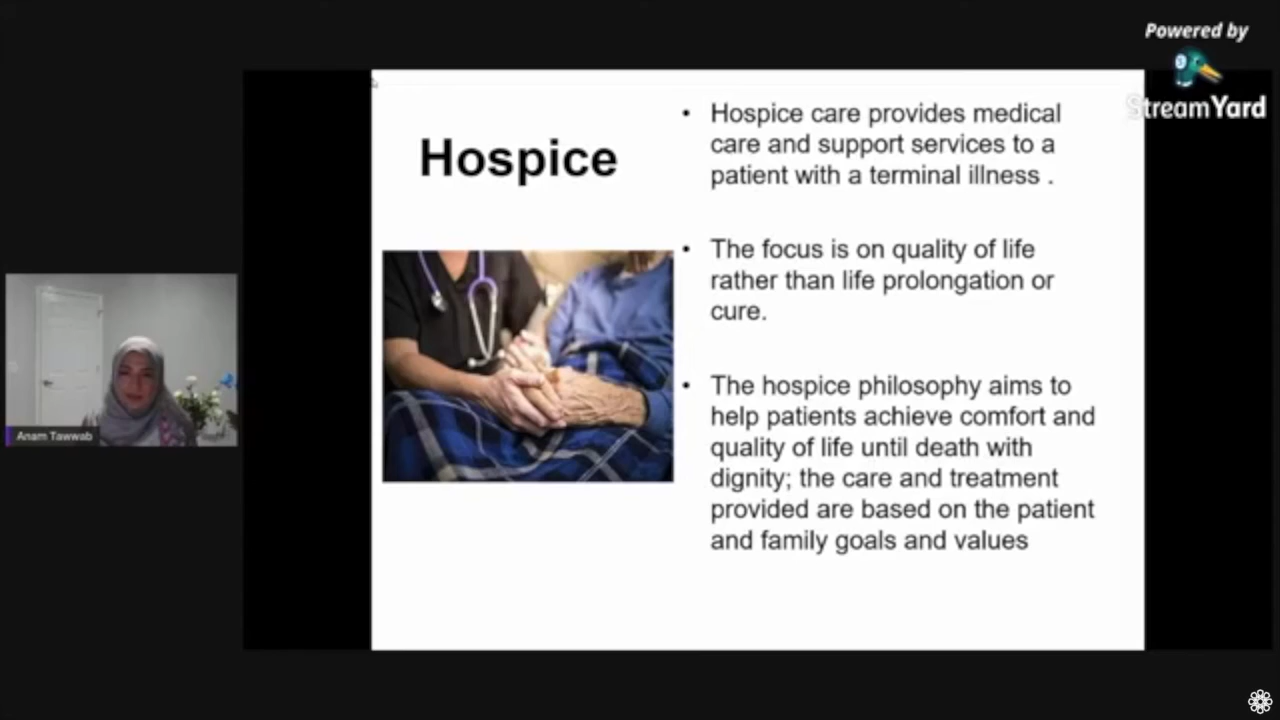 Powered by
StreamYard
Hospice
• Hospice care provides medical
care and support services to a
patient with a terminal illness .
• The focus is on quality of life
rather than life prolongation or
cure.
• The hospice philosophy aims to
help patients achieve comfort and
quality of life until death with
dignity; the care and treatment
provided are based on the patient
and family goals and values
Anam Tawwab